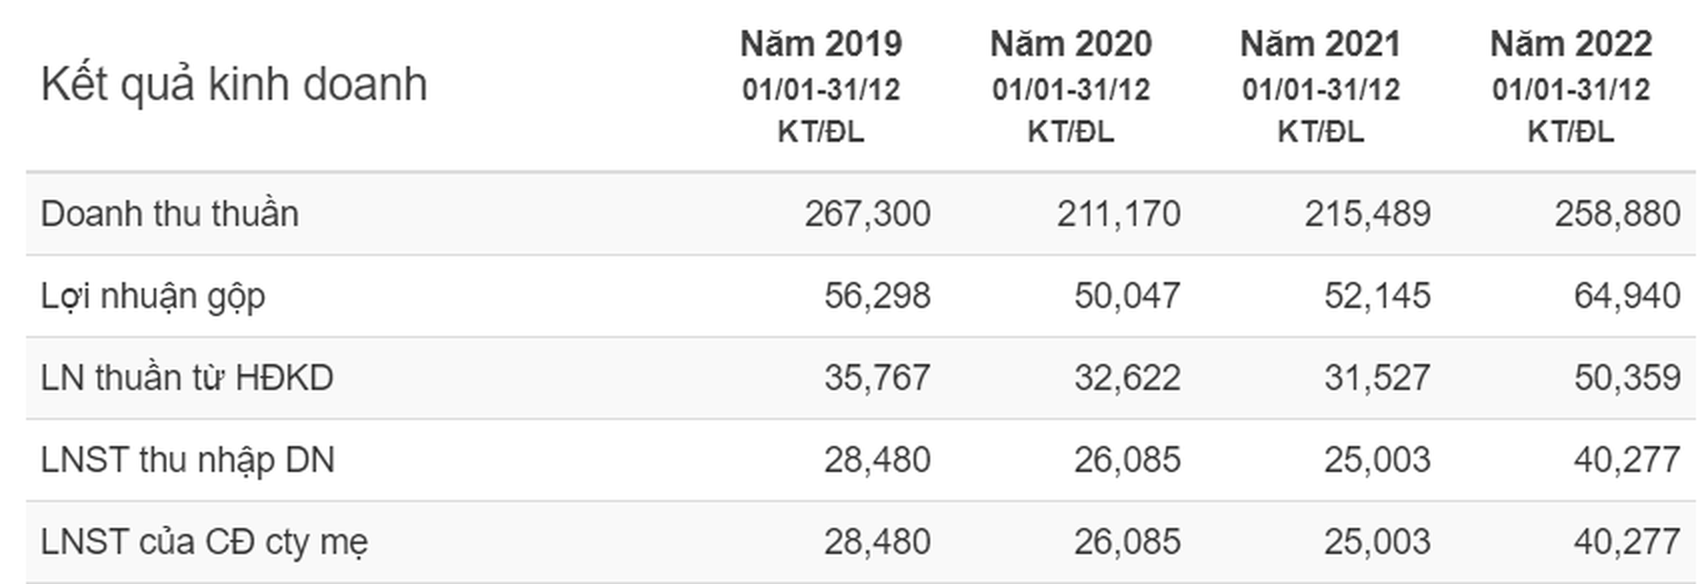 Kết quả kinh doanh
Năm 2019 Năm 2020 Năm 2021 Năm 2022
01/01-31/12 01/01-31/12 01/01-31/12 01/01-31/12
KT/ĐL KT/ĐL KT/ĐL KT/ĐL
Doanh thu thuần 267,300 211,170 215,489 258,880
Lợi nhuận gộp 56,298 50,047 52,145 64,940
LN thuần từ HĐKD 35,767 32,622 31,527 50,359
LNST thu nhập DN 28,480 26,085 25,003 40,277
LNST của CĐ cty mẹ 28,480 26,085 25,003 40,277